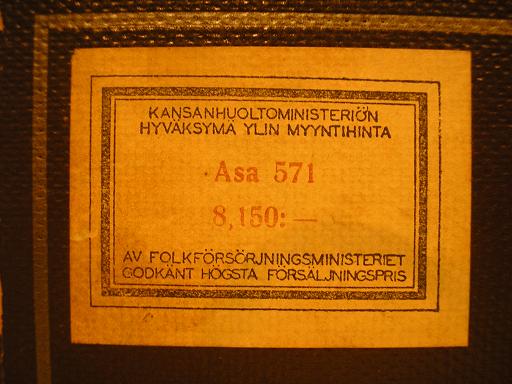 KANSANHUOLTOMINISTERIÖN
HYVÄKSYMÄ YLIN MYYNTIHINTA
Asa 571
8,150: —
AV FOLKFÖRSÖRJNINGSMINISTERIET
GODKÄNT HÖGSTA FÖRSÄLJNINGSPRIS